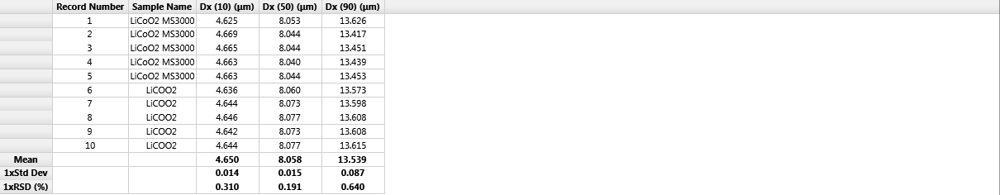 Record Number Sample Name Dx (10) (μm) Dx (50) (μm) Dx (90) (μm)
1 LiCoO2 MS3000 4.625 8.053 13.626
2 LiCoO2 MS3000 4.669 8.044 13.417
3 LiCoO2 MS3000 4.665 8.044 13.451
4 LiCoO2 MS3000 4.663 8.040 13.439
5 LiCoO2 MS3000 4.663 8.044 13.453
6 LiCOO2 4.636 8.060 13.573
7 LiCOO2 4.644 8.073 13.598
8 LiCOO2 4.646 8.077 13.608
9 LiCOO2 4.642 8.073 13.608
10 LiCOO2 4.644 8.077 13.615
Mean 4.650 8.058 13.539
1xStd Dev 0.014 0.015 0.087
1xRSD (%) 0.310 0.191 0.640